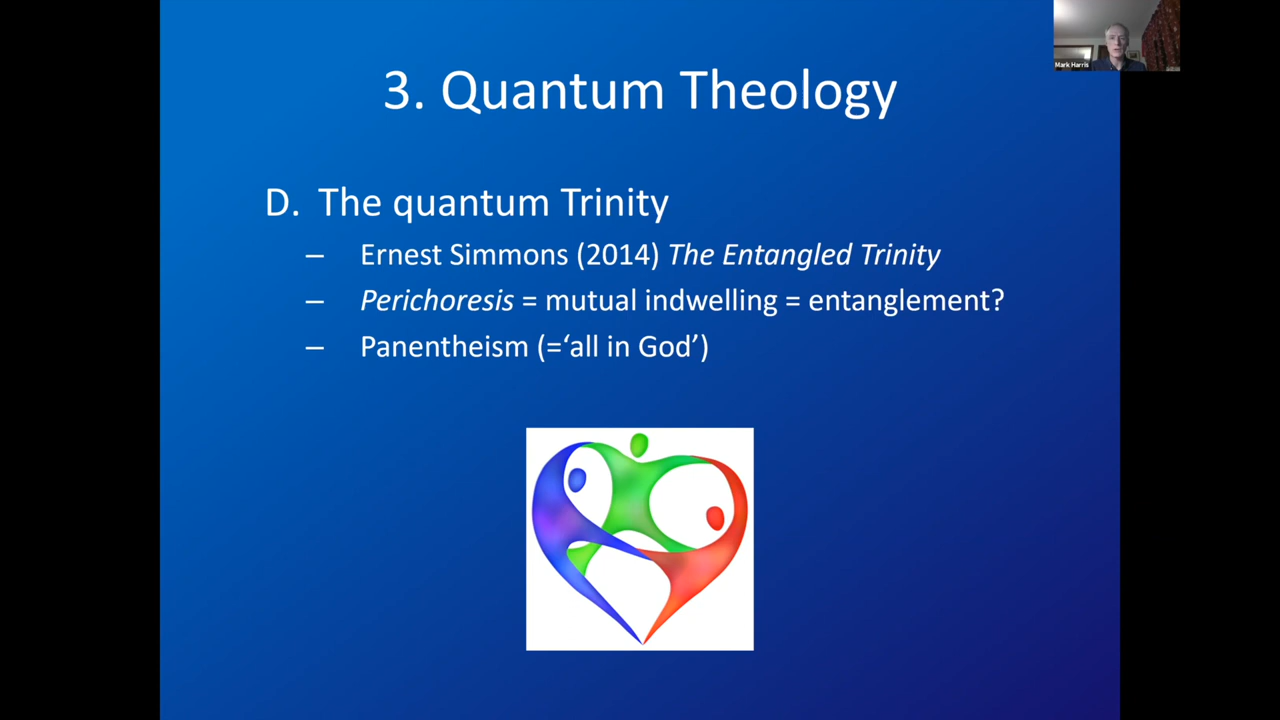 Mark Harris
3. Quantum Theology
D. The quantum Trinity
– Ernest Simmons (2014) The Entangled Trinity
– Perichoresis = mutual indwelling = entanglement?
– Panentheism (=‘all in God’)